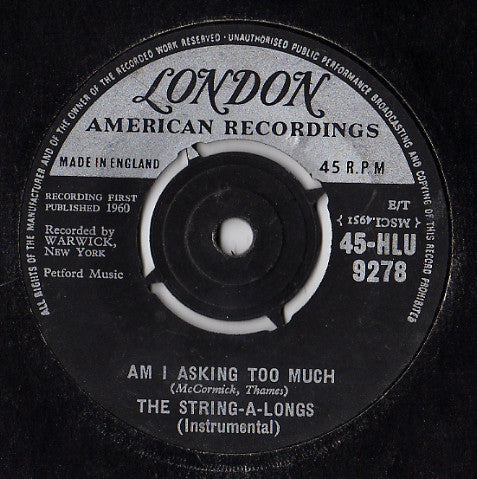 ALL RIGHTS OF THE MANUFACTURER AND OF THE OWNER OF THE RECORDED WORK RESERVED · UNAUTHORISED PUBLIC PERFORMANCE BROADCASTING AND COPYING OF THIS RECORD PROHIBITED
LONDON
AMERICAN RECORDINGS
MADE IN ENGLAND
45 R.P.M
RECORDING FIRST
PUBLISHED 1960
Recorded by
WARWICK,
New York
Petford Music
E/T
{ MSCI.4951 }
45-HLU
9278
AM I ASKING TOO MUCH
(McCormick, Thames)
THE STRING-A-LONGS
(Instrumental)